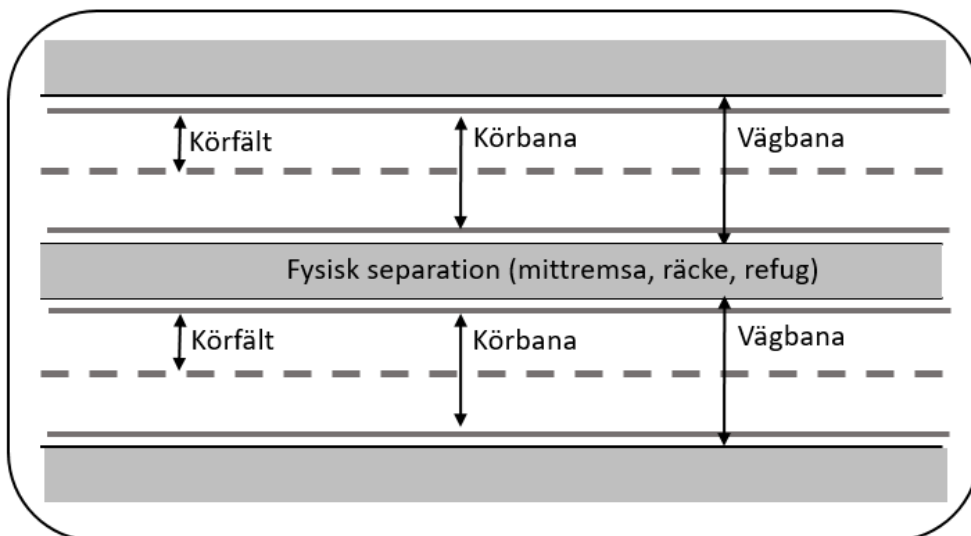 Körfält
Körbana
Vägbana
Fysisk separation (mittremsa, räcke, refug)
Körfält
Körbana
Vägbana